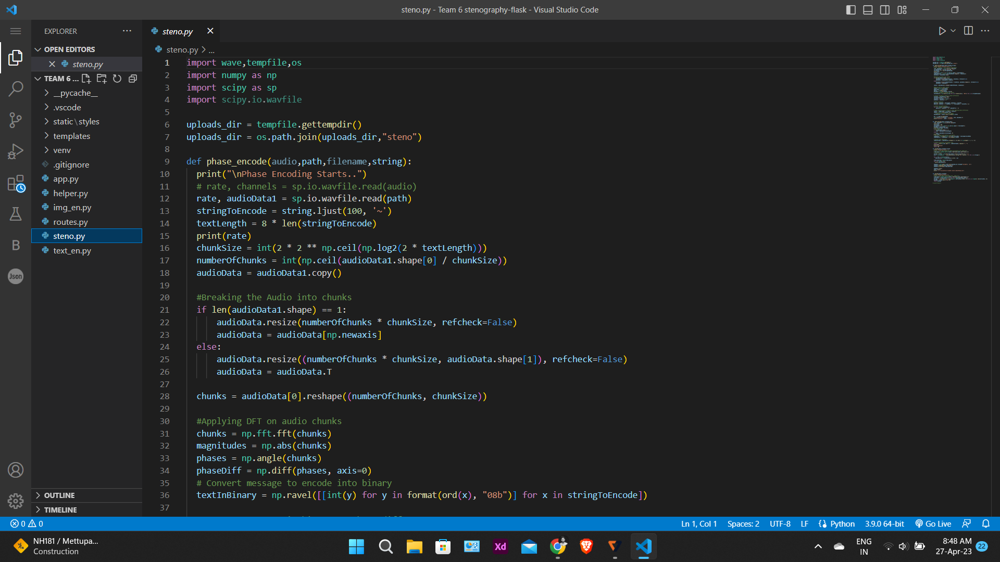 steno.py - Team 6 stenography-flask - Visual Studio Code
EXPLORER
steno.py
OPEN EDITORS
steno.py
TEAM 6 ...
__pycache__
.vscode
static\styles
templates
venv
.gitignore
app.py
helper.py
img_en.py
routes.py
steno.py
text_en.py
B
Json
OUTLINE
TIMELINE
steno.py > ...
1 import wave,tempfile,os
2 import numpy as np
3 import scipy as sp
4 import scipy.io.wavfile
5
6 uploads_dir = tempfile.gettempdir()
7 uploads_dir = os.path.join(uploads_dir,"steno")
8
9 def phase_encode(audio,path,filename,string):
10   print("\nPhase Encoding Starts..")
11   # rate, channels = sp.io.wavfile.read(audio)
12   rate, audioData1 = sp.io.wavfile.read(path)
13   stringToEncode = string.ljust(100, '~')
14   textLength = 8 * len(stringToEncode)
15   print(rate)
16   chunkSize = int(2 * 2 ** np.ceil(np.log2(2 * textLength)))
17   numberOfChunks = int(np.ceil(audioData1.shape[0] / chunkSize))
18   audioData = audioData1.copy()
19
20   #Breaking the Audio into chunks
21   if len(audioData1.shape) == 1:
22       audioData.resize(numberOfChunks * chunkSize, refcheck=False)
23       audioData = audioData[np.newaxis]
24   else:
25       audioData.resize((numberOfChunks * chunkSize, audioData.shape[1]), refcheck=False)
26       audioData = audioData.T
27
28   chunks = audioData[0].reshape((numberOfChunks, chunkSize))
29
30   #Applying DFT on audio chunks
31   chunks = np.fft.fft(chunks)
32   magnitudes = np.abs(chunks)
33   phases = np.angle(chunks)
34   phaseDiff = np.diff(phases, axis=0)
35   # Convert message to encode into binary
36   textInBinary = np.ravel([[int(y) for y in format(ord(x), "08b")] for x in stringToEncode])
37
0 0
Ln 1, Col 1 Spaces: 2 UTF-8 LF Python 3.9.0 64-bit Go Live
NH181 / Mettupa...
Construction
Xd
ENG
IN
8:48 AM
27-Apr-23
22